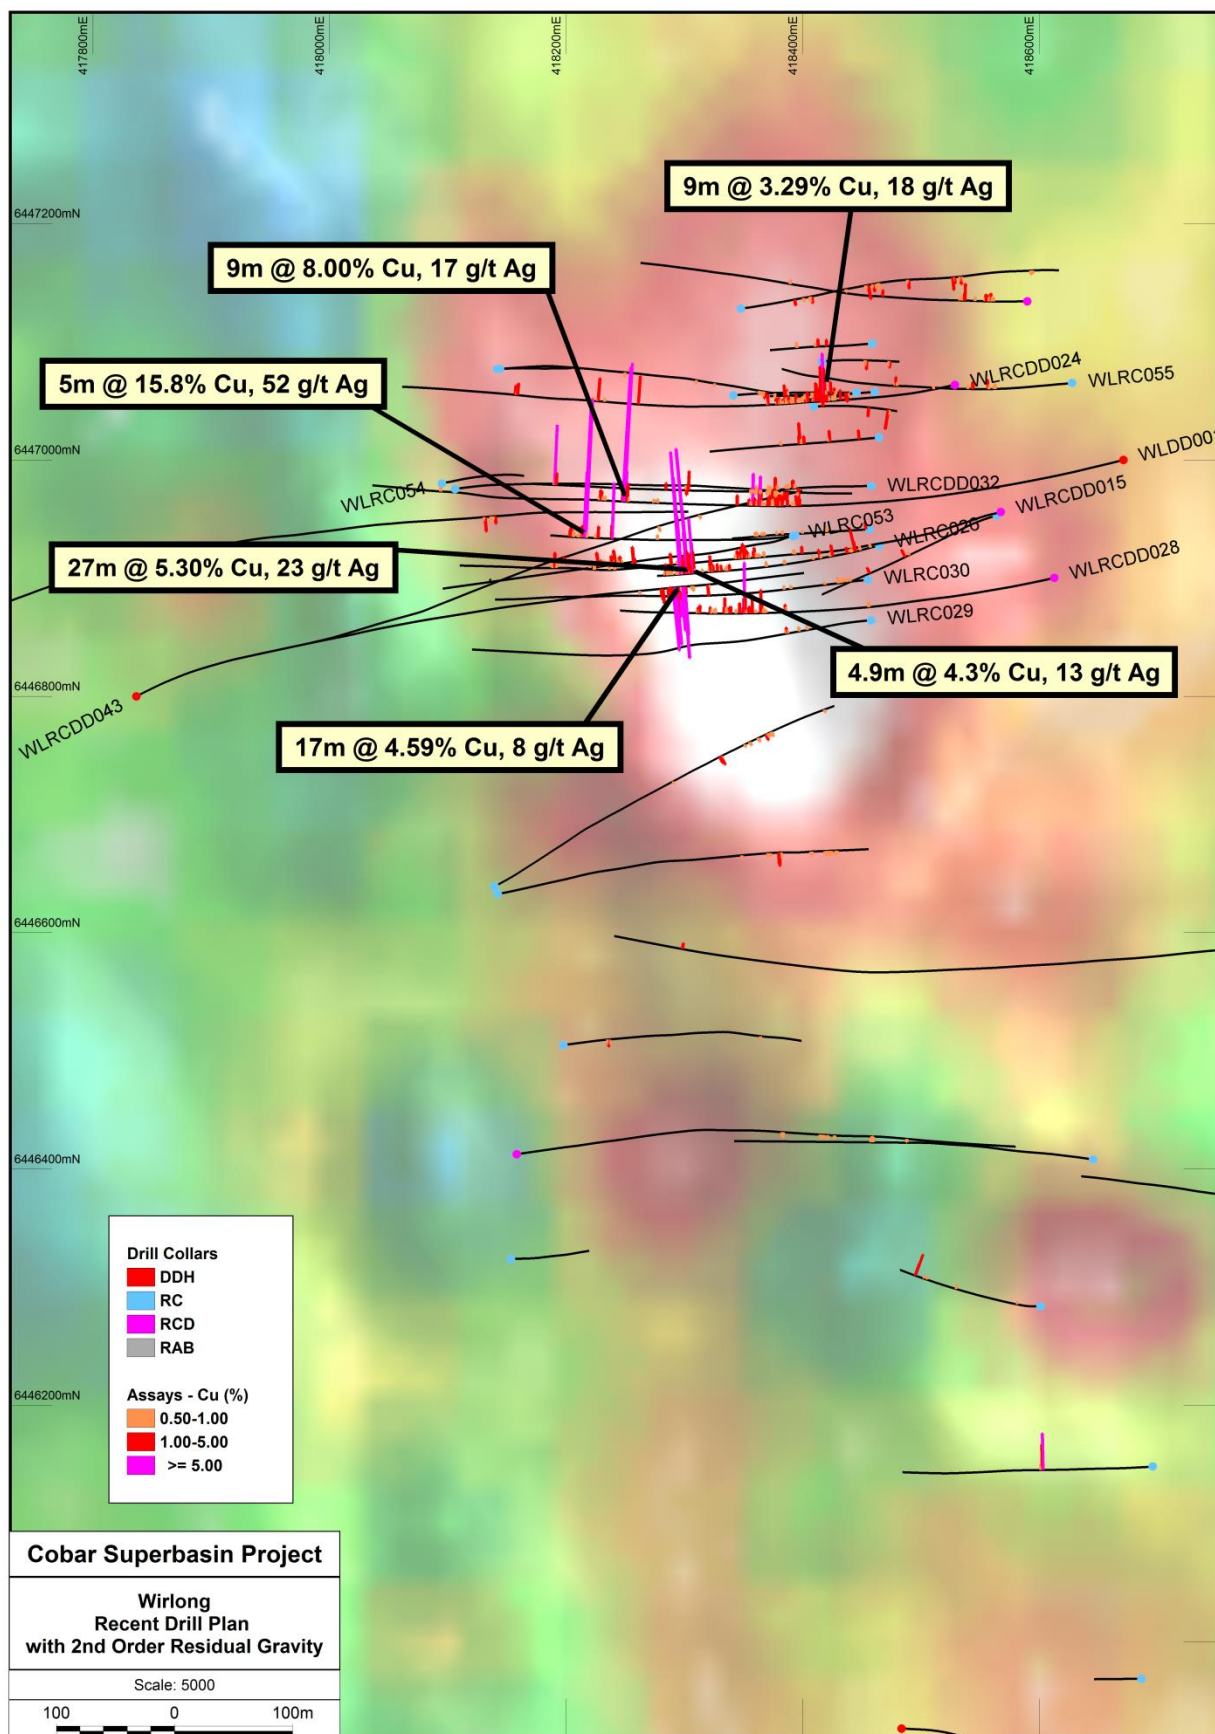 417800mE
418000mE
418200mE
418400mE
418600mE
6447200mN
9m @ 3.29% Cu, 18 g/t Ag
9m @ 8.00% Cu, 17 g/t Ag
5m @ 15.8% Cu, 52 g/t Ag
WLRCDD024
WLRC055
6447000mN
WLDD001
WLRC054
WLRCDD032
WLRCDD015
WLRC053
WLRC026
27m @ 5.30% Cu, 23 g/t Ag
WLRCDD028
WLRC030
WLRC029
4.9m @ 4.3% Cu, 13 g/t Ag
6446800mN
WLRCDD043
17m @ 4.59% Cu, 8 g/t Ag
6446600mN
6446400mN
Drill Collars
DDH
RC
RCD
RAB
Assays - Cu (%)
0.50-1.00
1.00-5.00
>= 5.00
6446200mN
Cobar Superbasin Project
Wirlong
Recent Drill Plan
with 2nd Order Residual Gravity
Scale: 5000
100 0 100m